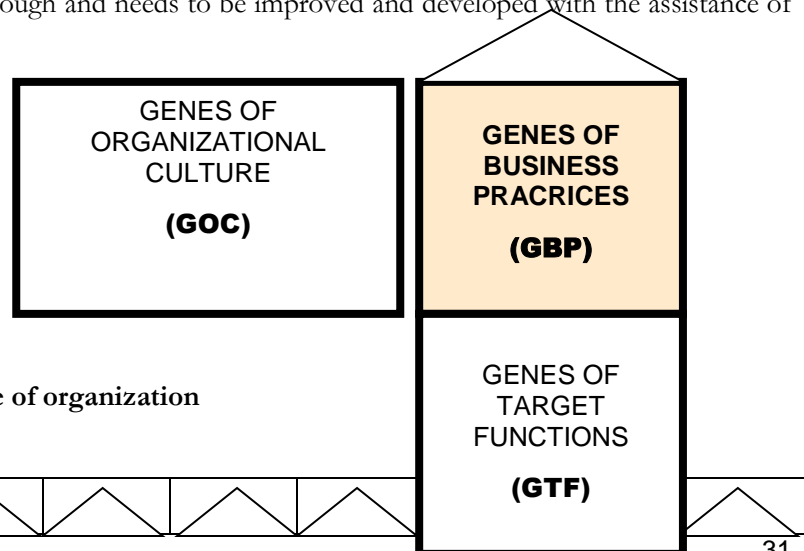 ough and needs to be improved and developed with the assistance of
GENES OF
ORGANIZATIONAL
CULTURE
(GOC)
GENES OF
BUSINESS
PRACRICES
(GBP)
e of organization
GENES OF
TARGET
FUNCTIONS
(GTF)
31